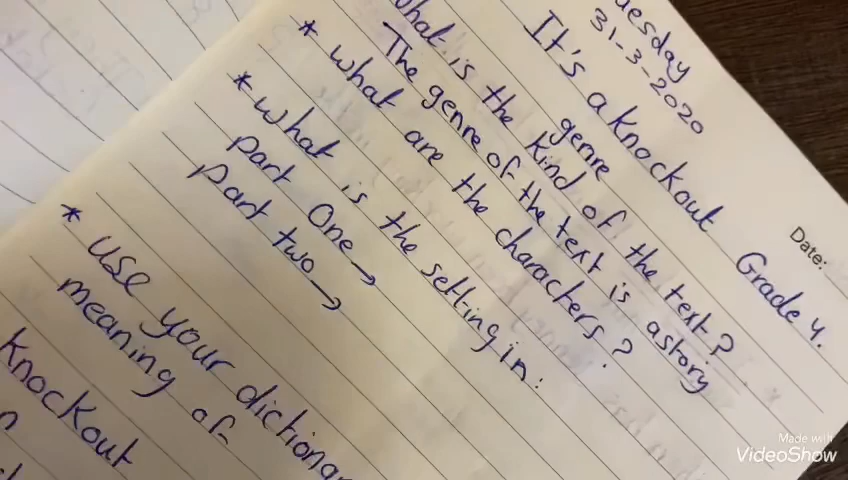 uesday
31-3-2020
Date:
It's a Knockout Grade 4.
genre
what is the kind of the text?
The genre of the text is a story
* what are the characters?
* what is the setting in:
part One →
part two →
* use your dictionary
meaning of
Knockout
Made with
VideoShow